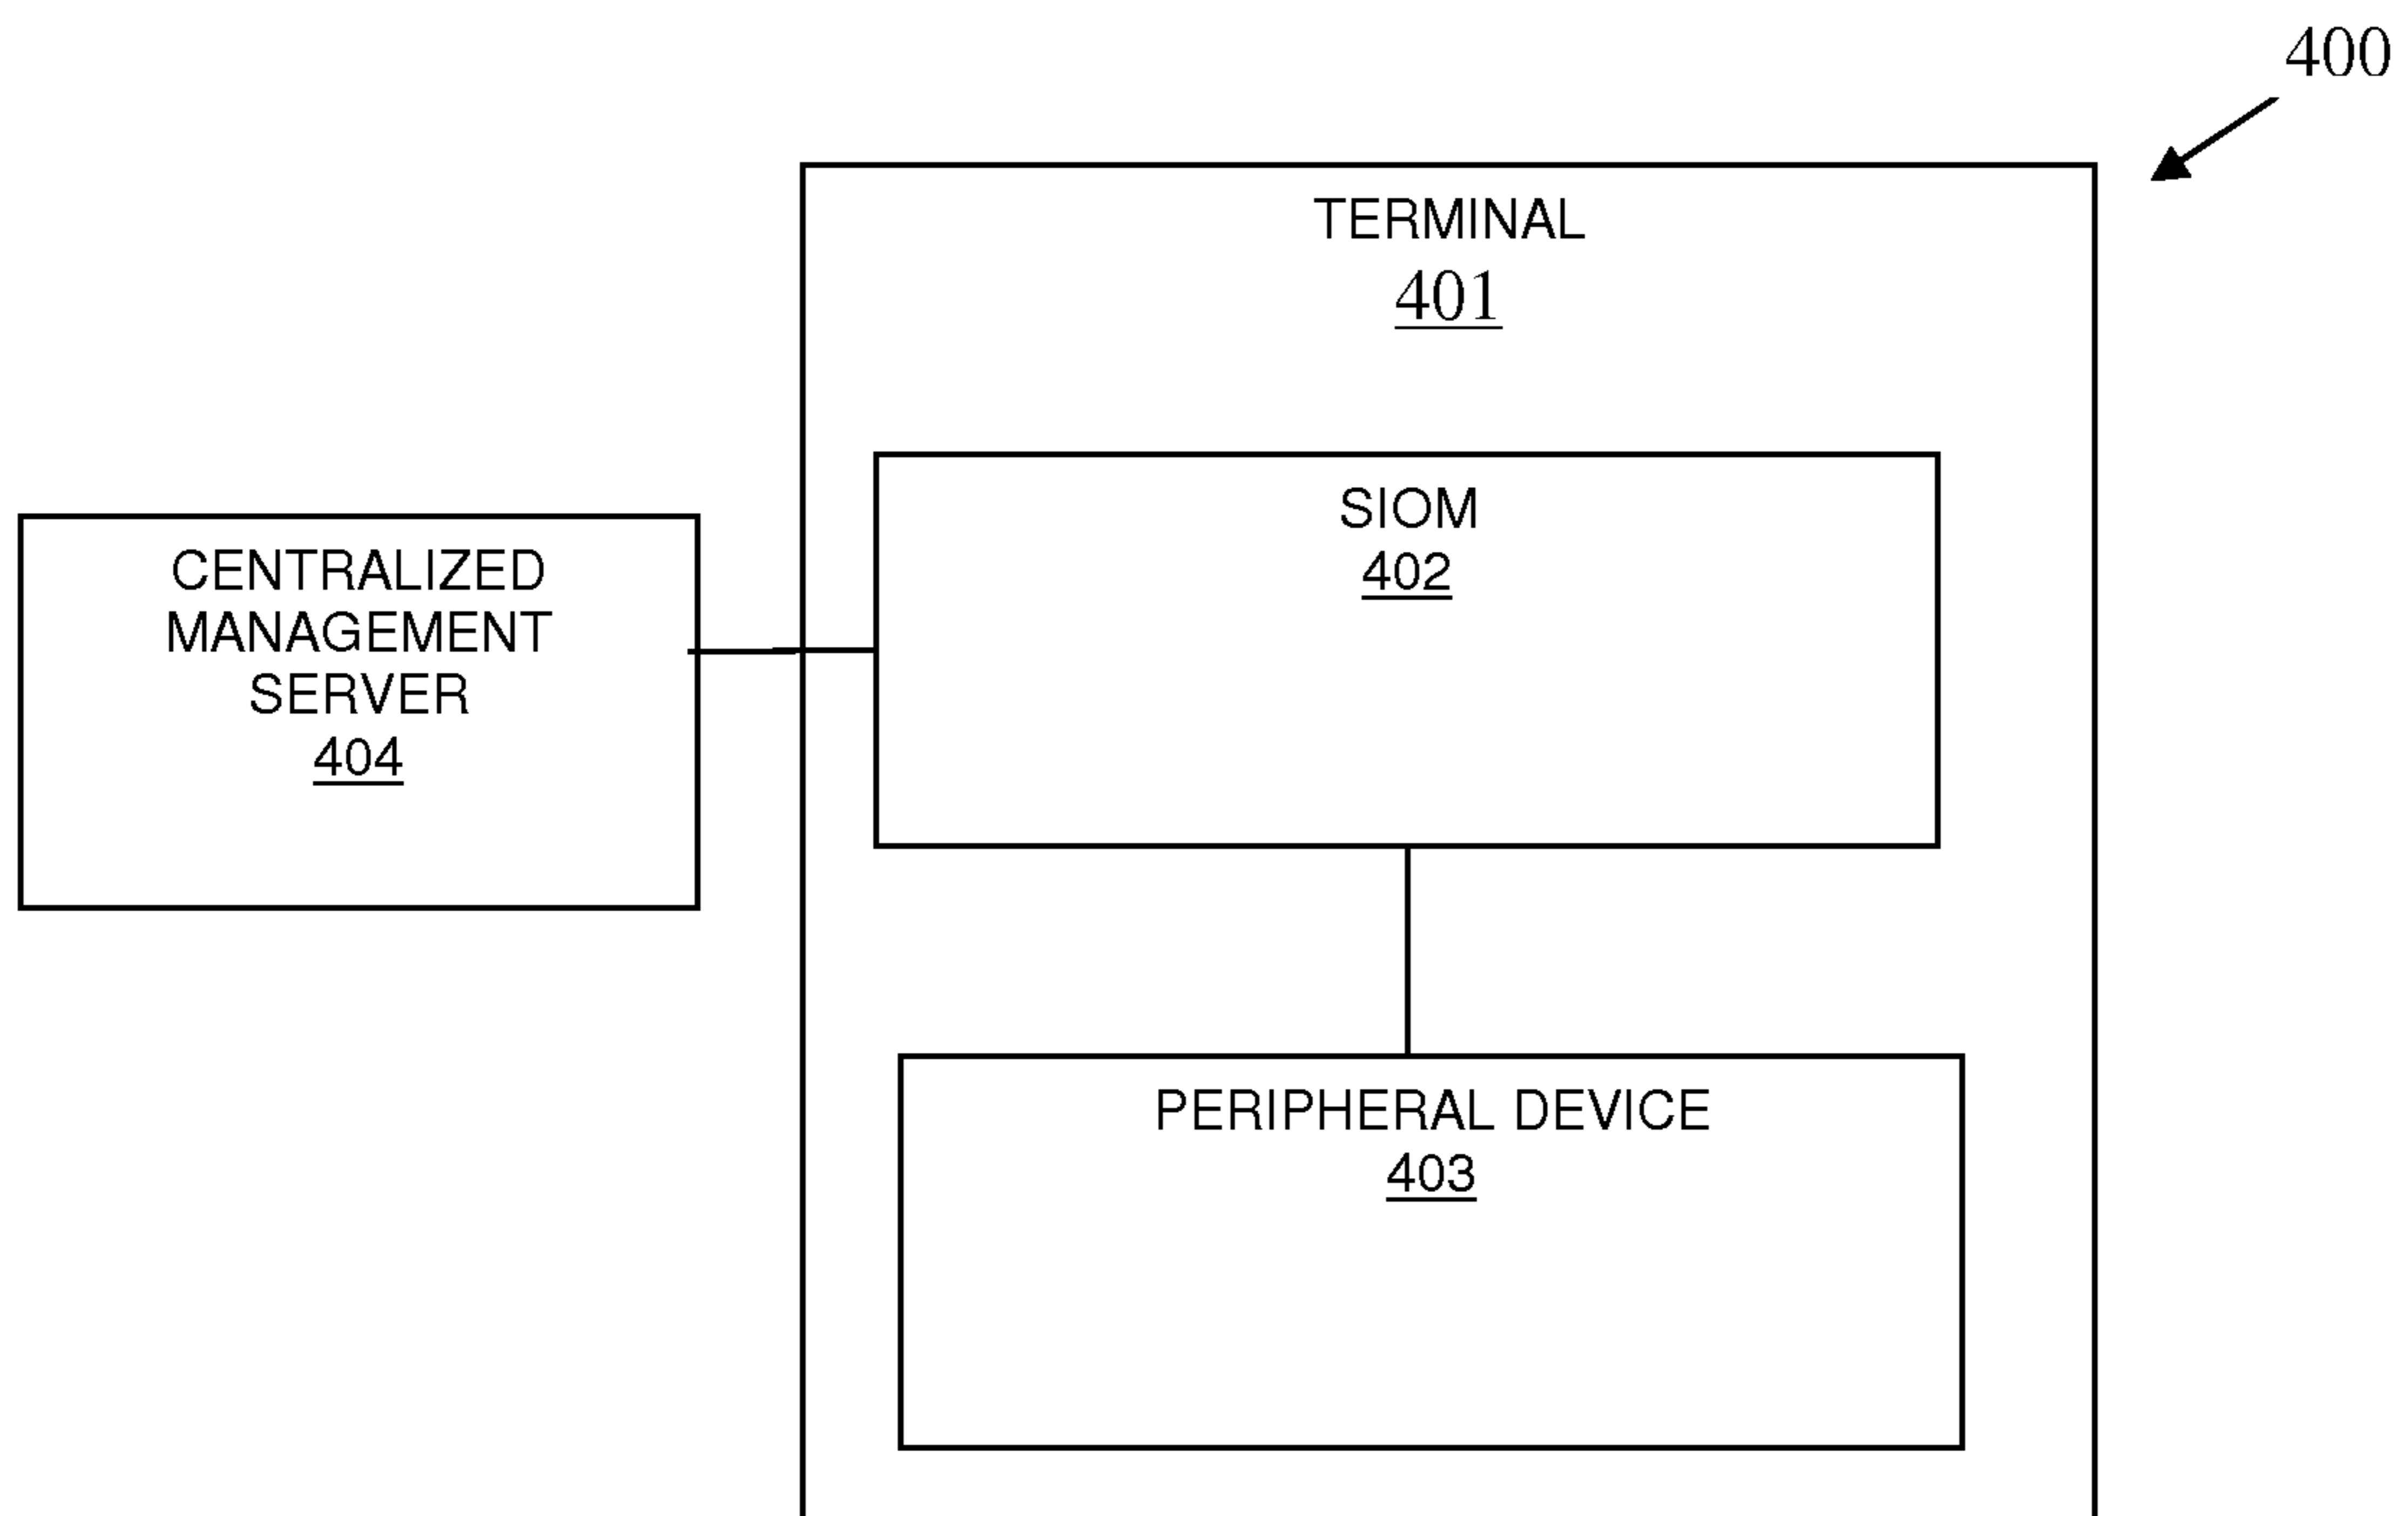 400
TERMINAL
401
SIOM
402
CENTRALIZED
MANAGEMENT
SERVER
404
PERIPHERAL DEVICE
403